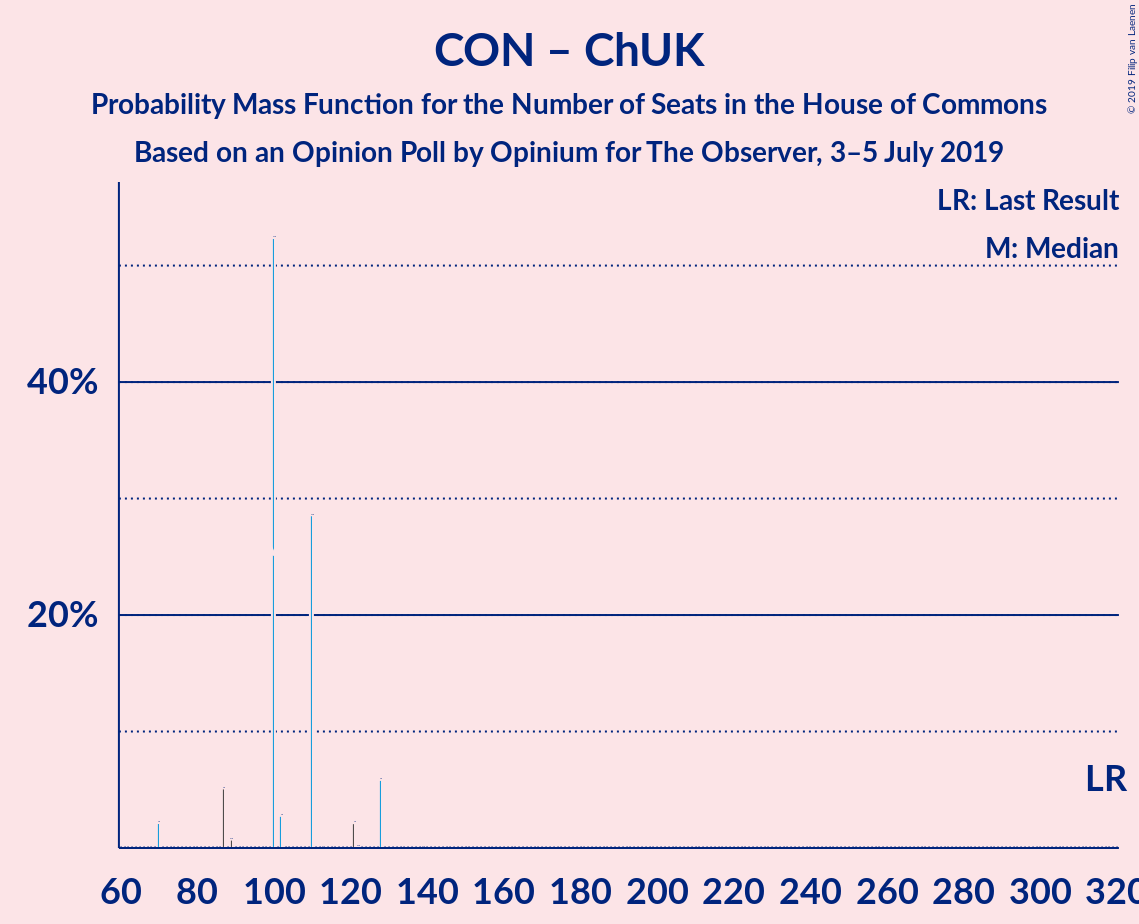 CON – ChUK
Probability Mass Function for the Number of Seats in the House of Commons
Based on an Opinion Poll by Opinium for The Observer, 3–5 July 2019
© 2019 Filip van Laenen
LR: Last Result
M: Median
40%
20%
LR
60 80 100 120 140 160 180 200 220 240 260 280 300 320